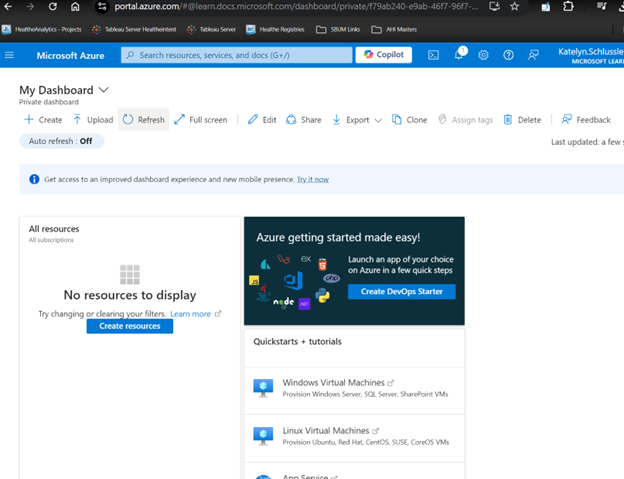 portal.azure.com/#@learn.docs.microsoft.com/dashboard/private/f79ab240-e9ab-46f7-96f7-...
HealtheAnalytics - Projects Tableau Server Healtheintent Tableau Server Healthe Registries SBUM Links AHI Masters
Microsoft Azure Search resources, services, and docs (G+/) Copilot 1 Katelyn.Schlussle
MICROSOFT LEAR
My Dashboard
Private dashboard
Create Upload Refresh Full screen Edit Share Export Clone Assign tags Delete Feedback
Auto refresh : Off Last updated: a few s
Get access to an improved dashboard experience and new mobile presence. Try it now
All resources
All subscriptions
No resources to display
Try changing or clearing your filters. Learn more
Create resources
Azure getting started made easy!
Launch an app of your choice
on Azure in a few quick steps
Create DevOps Starter
JS
php
node
.NET
Quickstarts + tutorials
Windows Virtual Machines
Provision Windows Server, SQL Server, SharePoint VMs
Linux Virtual Machines
Provision Ubuntu, Red Hat, CentOS, SUSE, CoreOS VMs
App Service